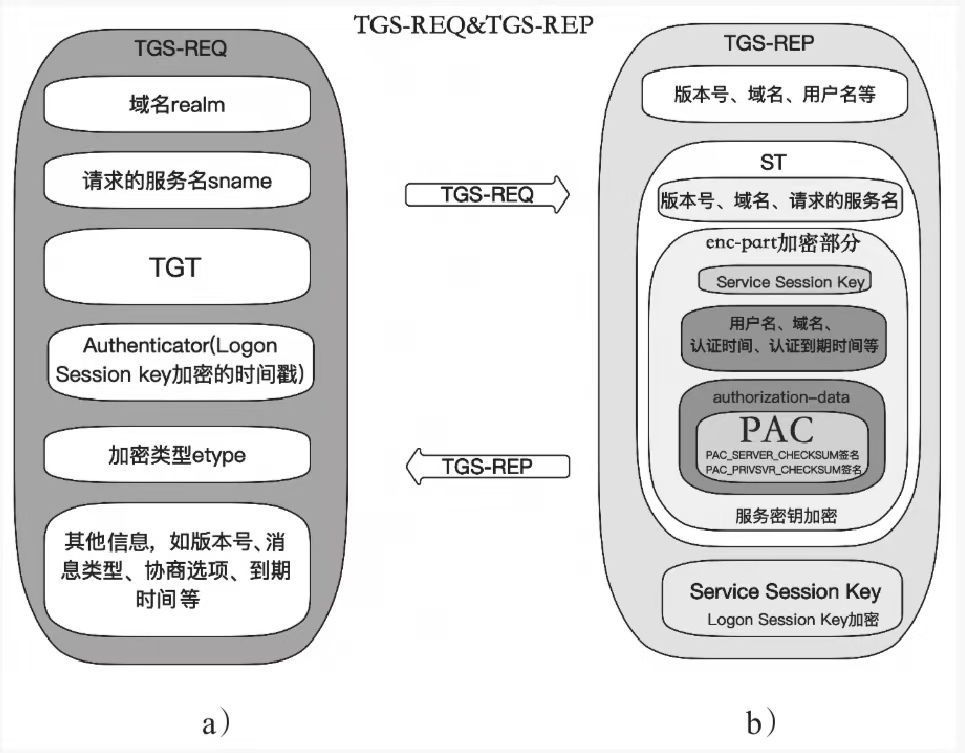 TGS-REQ&TGS-REP
TGS-REQ
域名realm
请求的服务名sname
TGT
Authenticator(Logon
Session key加密的时间戳)
加密类型etype
其他信息，如版本号、消
息类型、协商选项、到期
时间等
a）
TGS-REQ
TGS-REP
TGS-REP
版本号、域名、用户名等
ST
版本号、域名、请求的服务名
enc-part加密部分
Service Session Key
用户名、域名、
认证时间、认证到期时间等
authorization-data
PAC
PAC_SERVER_CHECKSUM签名
PAC_PRIVSVR_CHECKSUM签名
服务密钥加密
Service Session Key
Logon Session Key加密
b）